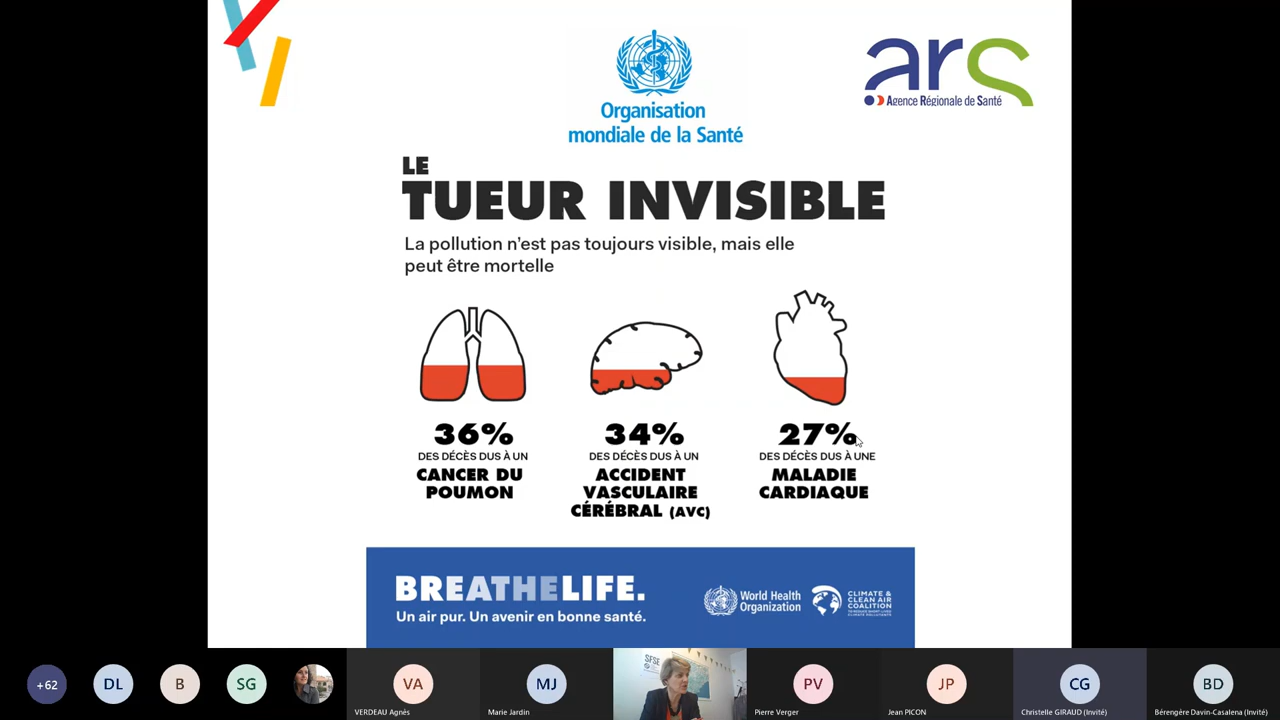 Organisation
mondiale de la Santé
ars
Agence Régionale de Santé
LE
TUEUR INVISIBLE
La pollution n'est pas toujours visible, mais elle
peut être mortelle
36%
DES DÉCÈS DUS À UN
CANCER DU
POUMON
34%
DES DÉCÈS DUS À UN
ACCIDENT
VASCULAIRE
CÉRÉBRAL (AVC)
27%
DES DÉCÈS DUS À UNE
MALADIE
CARDIAQUE
BREATHELIFE.
Un air pur. Un avenir en bonne santé.
World Health
Organization
CLIMATE &
CLEAN AIR
COALITION
+62
DL
B
SG
VA
VERDEAU Agnès
MJ
Marie Jardin
SFSE
PV
Pierre Verger
JP
Jean PICON
CG
Christelle GIRAUD (Invité)
BD
Bérengère Davin-Casalena (Invité)